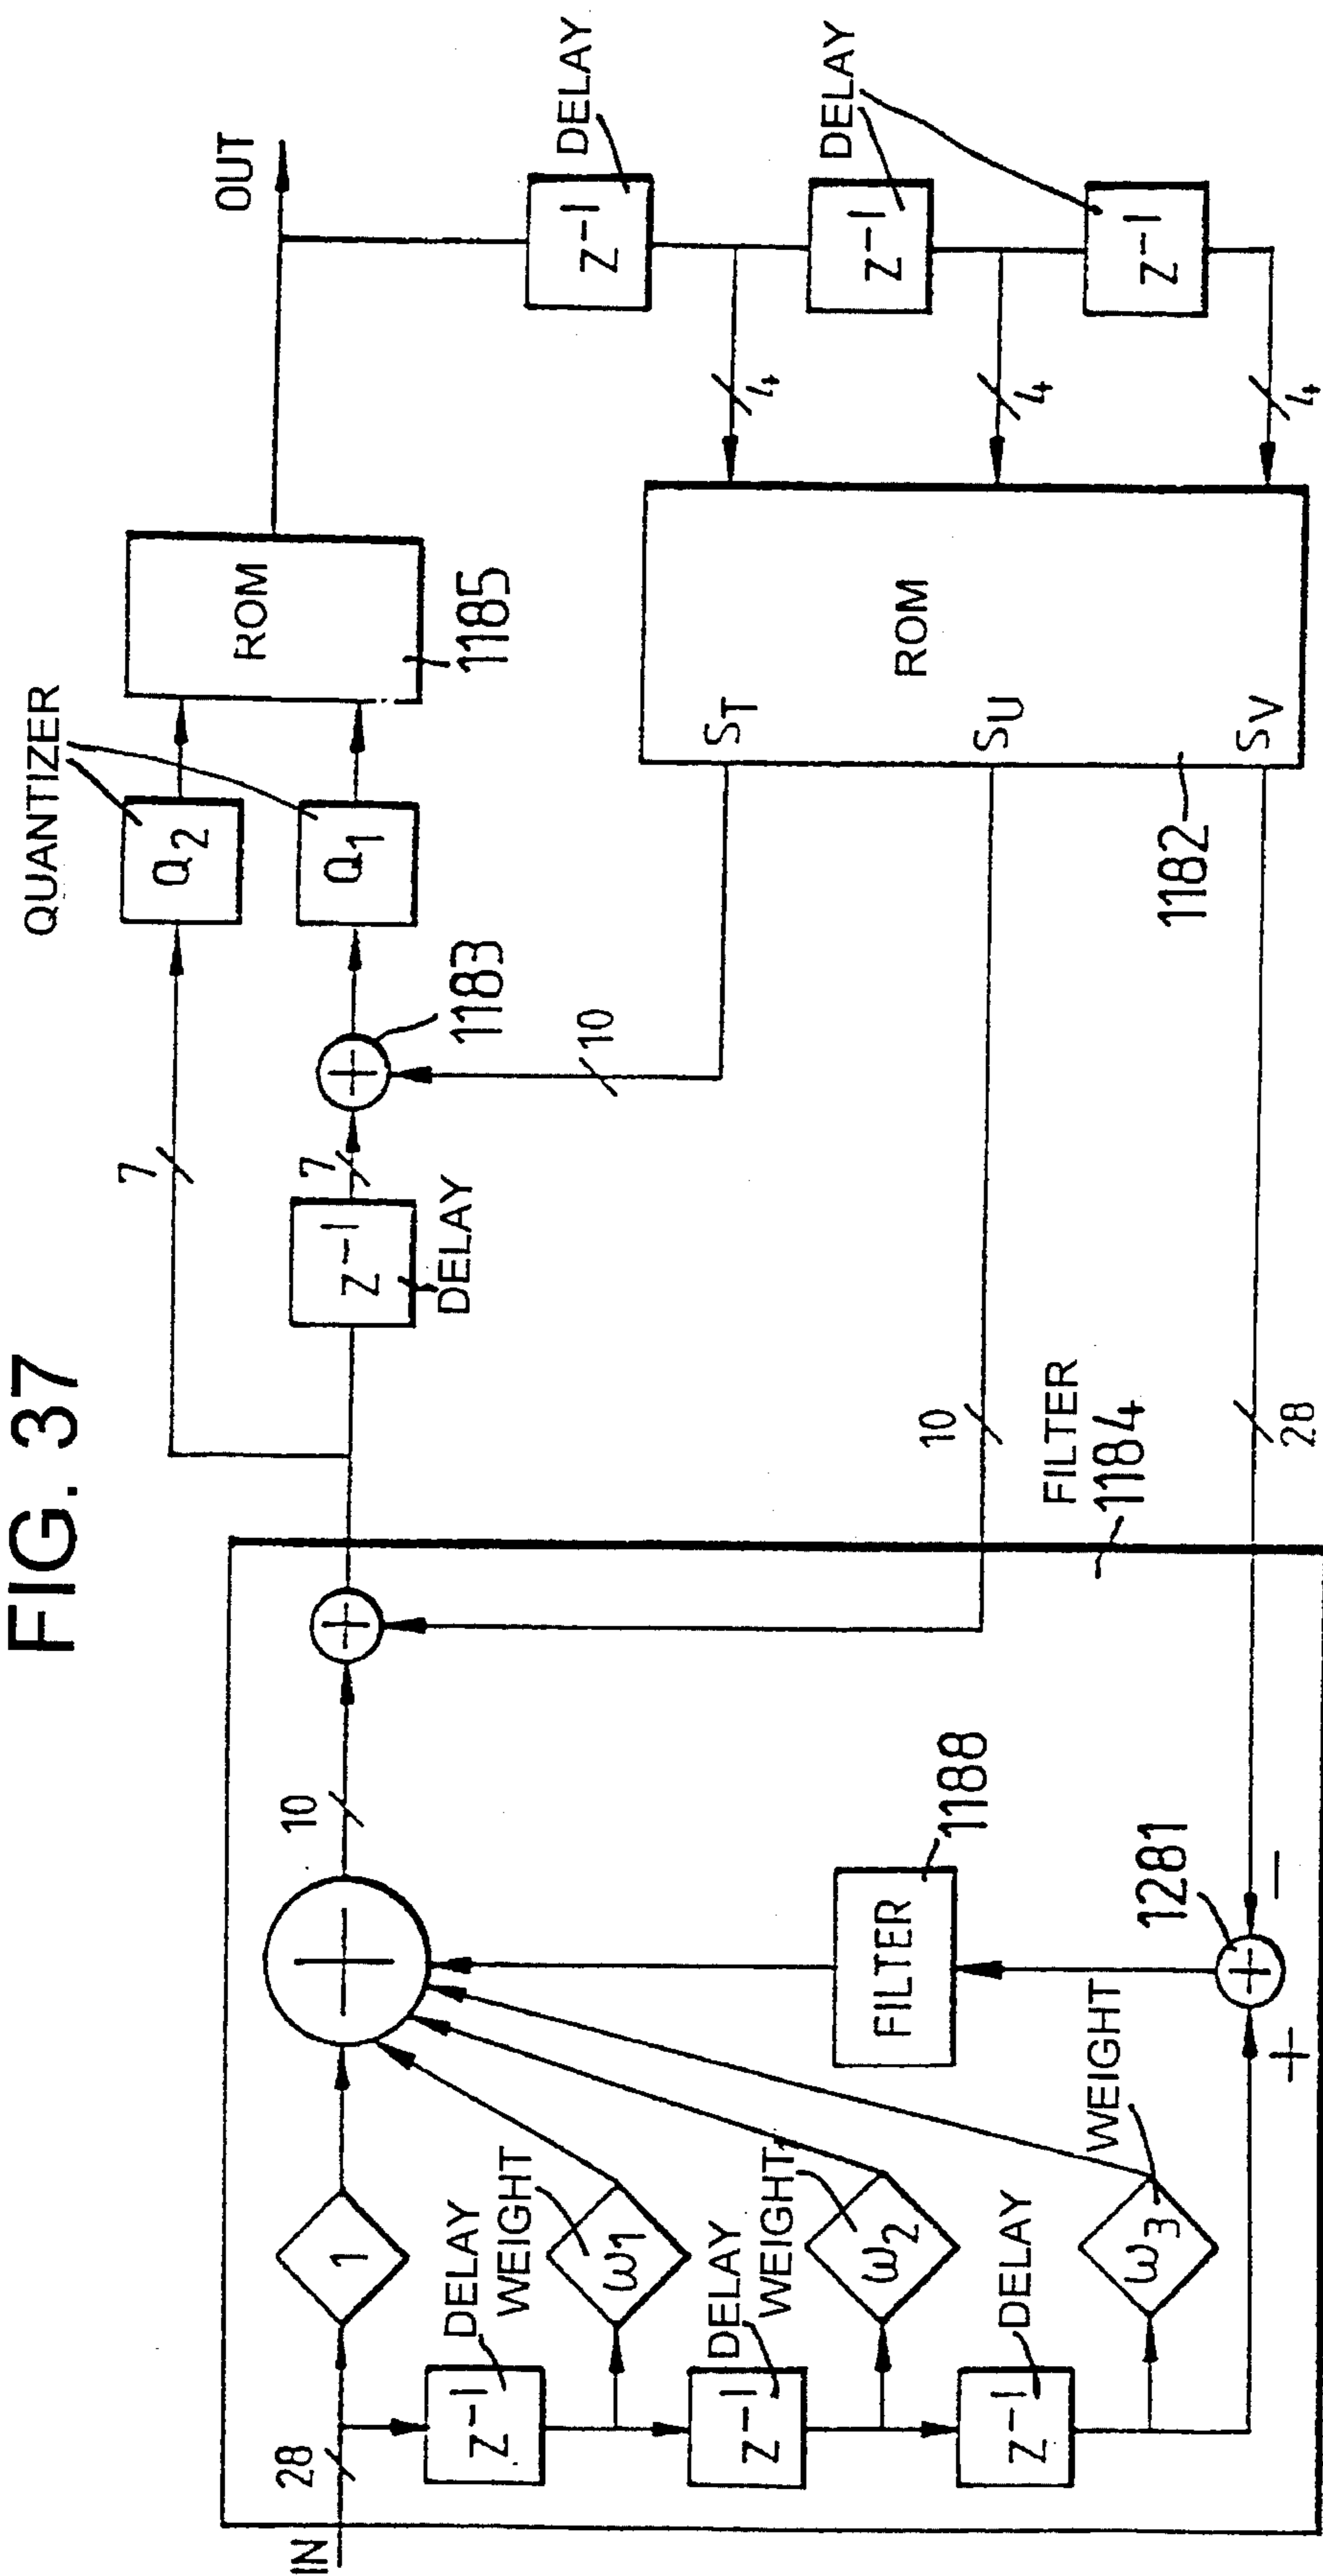 FIG. 37
QUANTIZER
OUT
7
Q2
ROM
1185
IN
28
1
10
7
Z-1
DELAY
1183
Q1
10
DELAY
Z-1
Z-1
DELAY
WEIGHT
ω1
4
ST
Z-1
DELAY
WEIGHT
ω2
FILTER
1188
10
SU
ROM
4
Z-1
DELAY
Z-1
DELAY
ω3
WEIGHT
FILTER
1184
1182
1281
+
−
28
SV
4
Z-1